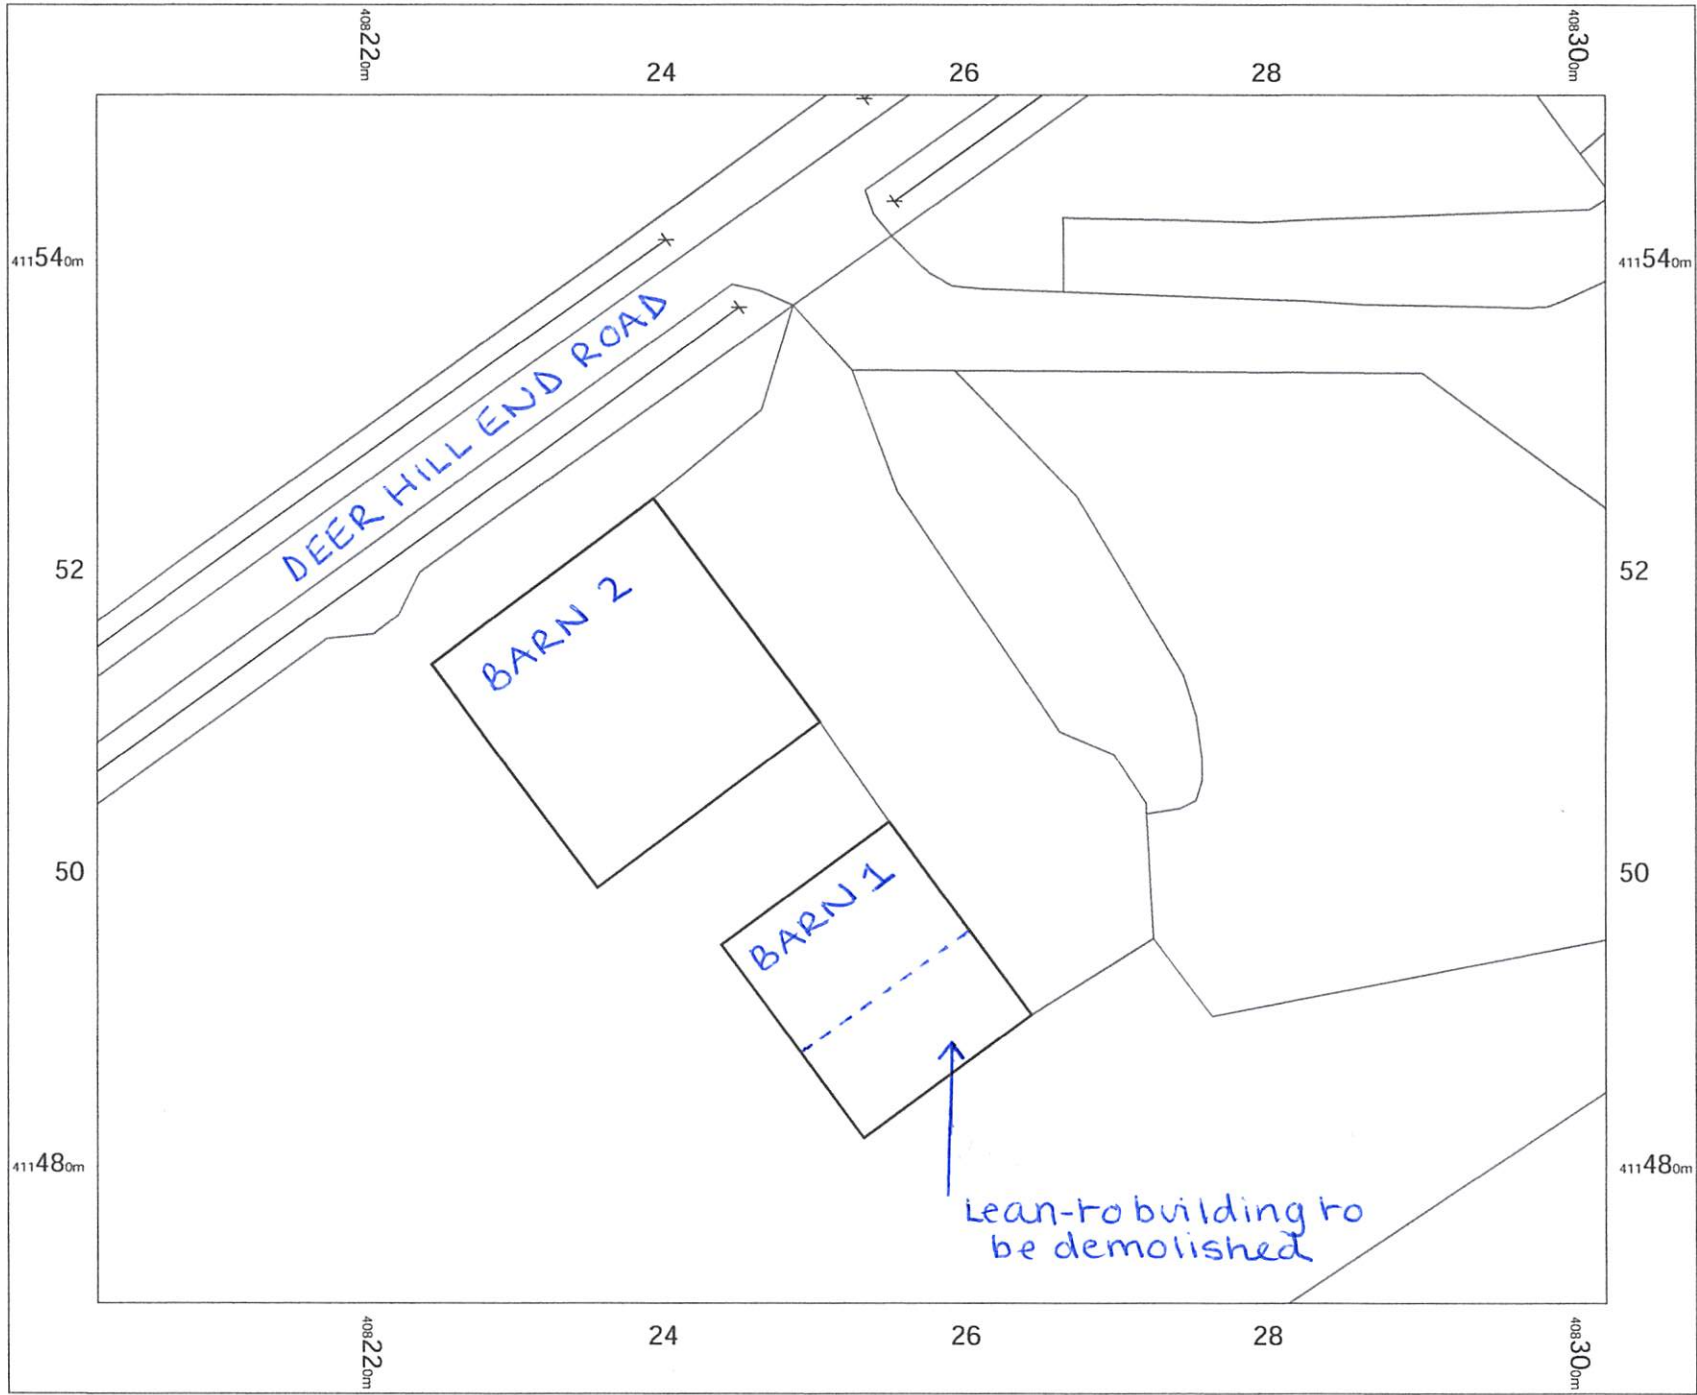 408220m 24 26 28 408300m
411540m 411540m
DEER HILL END ROAD
52 52
BARN 2
50 50
BARN 1
411480m 411480m
Lean-to building to
be demolished
408220m 24 26 28 408300m